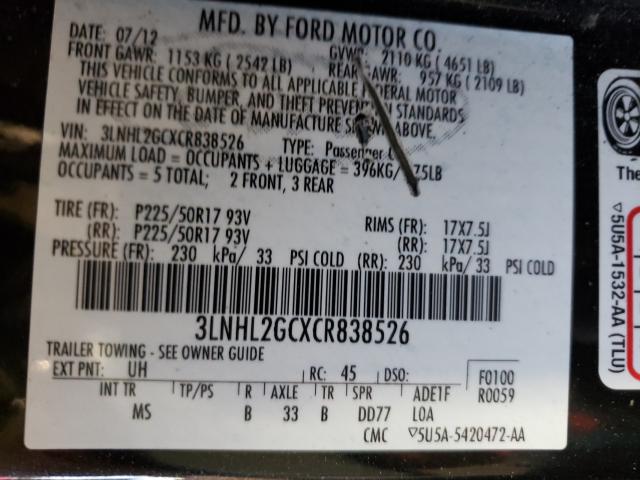 MFD. BY FORD MOTOR CO.
DATE: 07/12
FRONT GAWR: 1153 KG ( 2542 LB) 2110 KG ( 4651 LB)
THIS VEHICLE CONFORMS TO ALL APPLICABLE FEDERAL MOTOR 957 KG ( 2109 LB)
VEHICLE SAFETY, BUMPER, AND THEFT PREVENTION STANDARDS
IN EFFECT ON THE DATE OF MANUFACTURE SHOWN ABOVE.
VIN: 3LNHL2GCXCR838526 TYPE: Passenger
MAXIMUM LOAD = OCCUPANTS + LUGGAGE = 396KG/ 75LB
OCCUPANTS = 5 TOTAL; 2 FRONT, 3 REAR
TIRE (FR): P225/50R17 93V RIMS (FR): 17X7.5J
(RR): P225/50R17 93V (RR): 17X7.5J
PRESSURE (FR): 230 kPa/ 33 PSI COLD (RR): 230 kPa/ 33 PSI COLD
3LNHL2GCXCR838526
TRAILER TOWING - SEE OWNER GUIDE
EXT PNT: UH RC: 45 DSO: F0100
INT TR TP/PS R AXLE TR SPR ADE1F R0059
MS B 33 B DD77 LOA
CMC ▽5U5A-5420472-AA
The
▽5U5A-1532-AA (TLU)